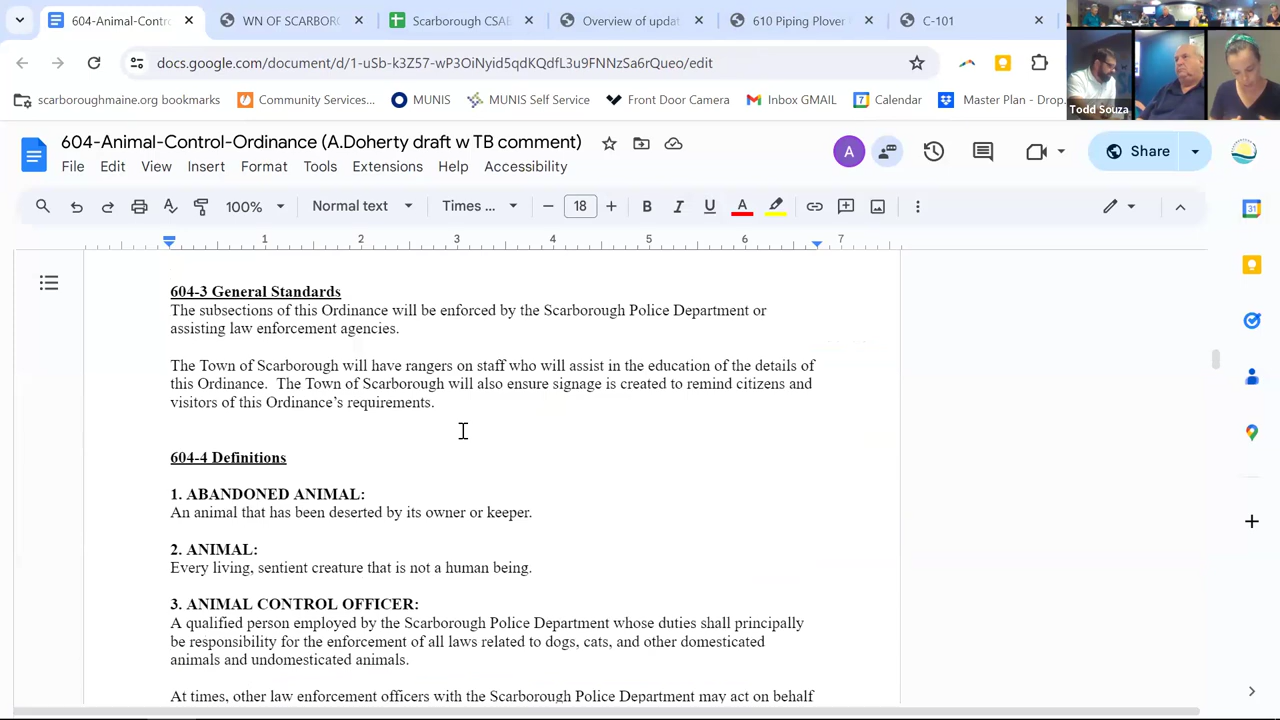 604-Animal-Control
WN OF SCARBORO
Scarborough CSAB
Overview of updat
610 Piping Plover
C-101
docs.google.com/document/d/1-uSb-k3Z57-wP3OiNyid5qdKQdfL3u9FNNzSa6rQueo/edit
scarboroughmaine.org bookmarks
Community Services...
MUNIS
MUNIS Self Service
Front Door Camera
Inbox GMAIL
Calendar
Master Plan - Drop...
Todd Souza
604-Animal-Control-Ordinance (A.Doherty draft w TB comment)
File Edit View Insert Format Tools Extensions Help Accessibility
A
Share
100%
Normal text
Times ...
18
B I U A
1 2 3 4 5 6 7
604-3 General Standards
The subsections of this Ordinance will be enforced by the Scarborough Police Department or
assisting law enforcement agencies.
The Town of Scarborough will have rangers on staff who will assist in the education of the details of
this Ordinance. The Town of Scarborough will also ensure signage is created to remind citizens and
visitors of this Ordinance's requirements.
604-4 Definitions
1. ABANDONED ANIMAL:
An animal that has been deserted by its owner or keeper.
2. ANIMAL:
Every living, sentient creature that is not a human being.
3. ANIMAL CONTROL OFFICER:
A qualified person employed by the Scarborough Police Department whose duties shall principally
be responsibility for the enforcement of all laws related to dogs, cats, and other domesticated
animals and undomesticated animals.
At times, other law enforcement officers with the Scarborough Police Department may act on behalf